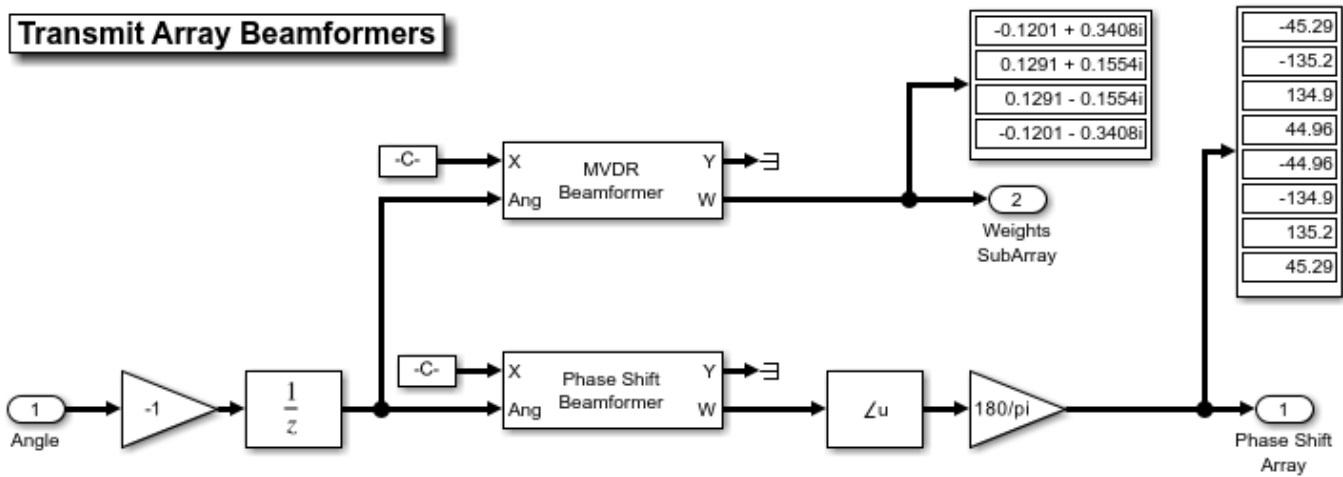 Transmit Array Beamformers
-0.1201 + 0.3408i
0.1291 + 0.1554i
0.1291 - 0.1554i
-0.1201 - 0.3408i
-45.29
-135.2
134.9
44.96
-44.96
-134.9
135.2
45.29
-C-
X
Ang
MVDR
Beamformer
Y
W
2
Weights
SubArray
-C-
X
Ang
Phase Shift
Beamformer
Y
W
1
Angle
-1
1
z
∠u
180/pi
1
Phase Shift
Array